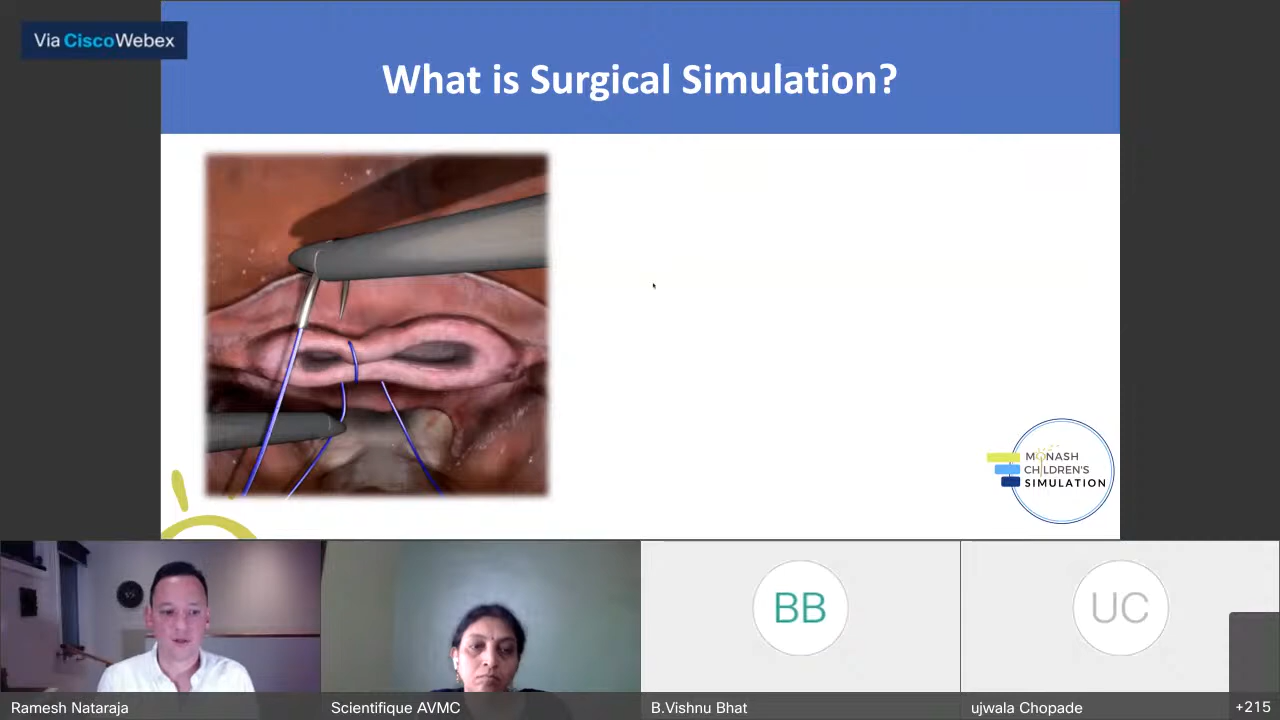 Via CiscoWebex
What is Surgical Simulation?
MONASH
CHILDREN'S
SIMULATION
BB
UC
Ramesh Nataraja
Scientifique AVMC
B.Vishnu Bhat
ujwala Chopade
+215